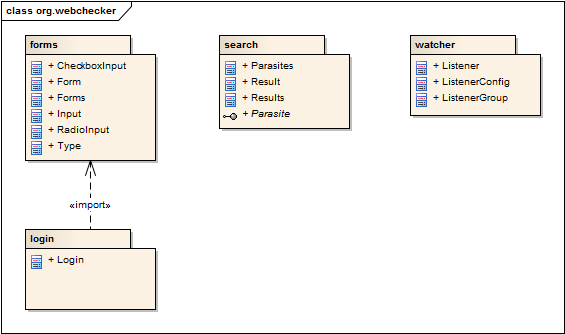 class org.webchecker
forms
+ CheckboxInput
+ Form
+ Forms
+ Input
+ RadioInput
+ Type
search
+ Parasites
+ Result
+ Results
+ Parasite
watcher
+ Listener
+ ListenerConfig
+ ListenerGroup
«import»
login
+ Login